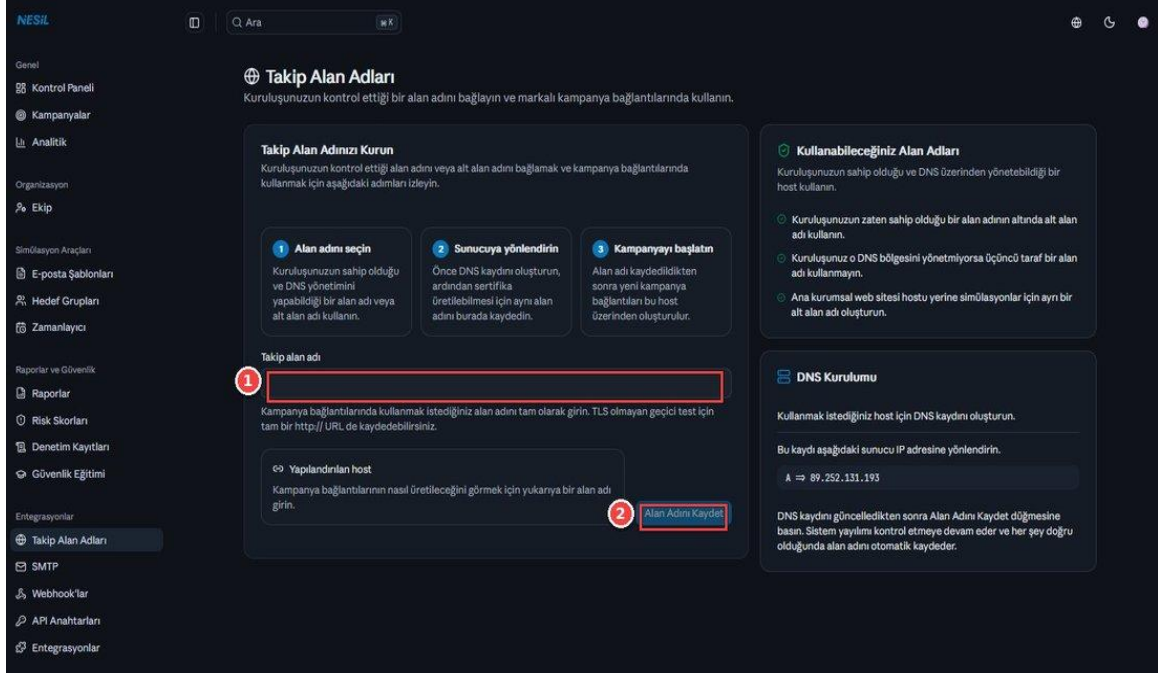 NESİL
Ara
⌘ K
Genel
Kontrol Paneli
Kampanyalar
Analitik
Organizasyon
Ekip
Simülasyon Araçları
E-posta Şablonları
Hedef Grupları
Zamanlayıcı
Raporlar ve Güvenlik
Raporlar
Risk Skorları
Denetim Kayıtları
Güvenlik Eğitimi
Entegrasyonlar
Takip Alan Adları
SMTP
Webhook'lar
API Anahtarları
Entegrasyonlar
Takip Alan Adları
Kuruluşunuzun kontrol ettiği bir alan adını bağlayın ve markalı kampanya bağlantılarında kullanın.
Takip Alan Adınızı Kurun
Kuruluşunuzun kontrol ettiği alan adını veya alt alan adını bağlamak ve kampanya bağlantılarında
kullanmak için aşağıdaki adımları izleyin.
1 Alan adını seçin
Kuruluşunuzun sahip olduğu
ve DNS yönetimini
yapabildiği bir alan adı veya
alt alan adı kullanın.
2 Sunucuya yönlendirin
Önce DNS kaydını oluşturun,
ardından sertifika
üretilebilmesi için aynı alan
adını burada kaydedin.
3 Kampanyayı başlatın
Alan adı kaydedildikten
sonra yeni kampanya
bağlantıları bu host
üzerinden oluşturulur.
Takip alan adı
1
Kampanya bağlantılarında kullanmak istediğiniz alan adını tam olarak girin. TLS olmayan geçici test için
tam bir http:// URL de kaydedebilirsiniz.
Yapılandırılan host
Kampanya bağlantılarının nasıl üretileceğini görmek için yukarıya bir alan adı
girin.
2
Alan Adını Kaydet
Kullanabileceğiniz Alan Adları
Kuruluşunuzun sahip olduğu ve DNS üzerinden yönetebildiği bir
host kullanın.
Kuruluşunuzun zaten sahip olduğu bir alan adının altında alt alan
adı kullanın.
Kuruluşunuz o DNS bölgesini yönetmiyorsa üçüncü taraf bir alan
adı kullanmayın.
Ana kurumsal web sitesi hostu yerine simülasyonlar için ayrı bir
alt alan adı oluşturun.
DNS Kurulumu
Kullanmak istediğiniz host için DNS kaydını oluşturun.
Bu kaydı aşağıdaki sunucu IP adresine yönlendirin.
A ⇒ 89.252.131.193
DNS kaydını güncelledikten sonra Alan Adını Kaydet düğmesine
basın. Sistem yayılımı kontrol etmeye devam eder ve her şey doğru
olduğunda alan adını otomatik kaydeder.